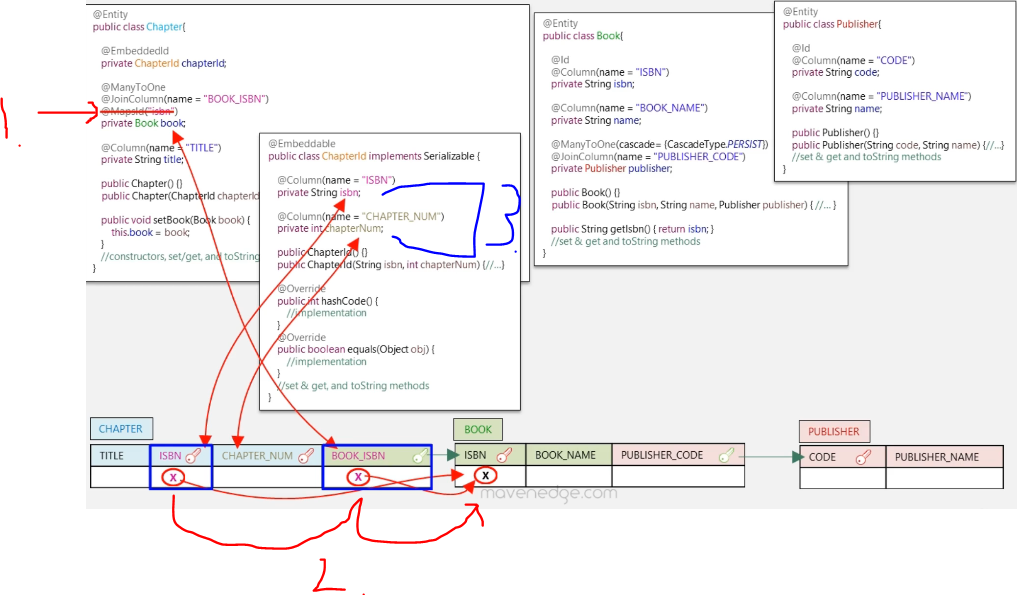 @Entity
public class Chapter{
@EmbeddedId
private ChapterId chapterId;
@ManyToOne
@JoinColumn(name = "BOOK_ISBN")
@MapsId("isbn")
private Book book;
@Column(name = "TITLE")
private String title;
public Chapter() {}
public Chapter(ChapterId chapterId
public void setBook(Book book) {
this.book = book;
}
//constructors, set/get, and toString
}
@Embeddable
public class ChapterId implements Serializable {
@Column(name = "ISBN")
private String isbn;
@Column(name = "CHAPTER_NUM")
private int chapterNum;
public ChapterId() {}
public ChapterId(String isbn, int chapterNum) {//...}
@Override
public int hashCode() {
//implementation
}
@Override
public boolean equals(Object obj) {
//implementation
}
//set & get, and toString methods
}
@Entity
public class Book{
@Id
@Column(name = "ISBN")
private String isbn;
@Column(name = "BOOK_NAME")
private String name;
@ManyToOne(cascade= {CascadeType.PERSIST})
@JoinColumn(name = "PUBLISHER_CODE")
private Publisher publisher;
public Book() {}
public Book(String isbn, String name, Publisher publisher) { //... }
public String getIsbn() { return isbn; }
//set & get and toString methods
}
@Entity
public class Publisher{
@Id
@Column(name = "CODE")
private String code;
@Column(name = "PUBLISHER_NAME")
private String name;
public Publisher() {}
public Publisher(String code, String name) {//...}
//set & get and toString methods
}
1.
3.
CHAPTER
TITLE ISBN CHAPTER_NUM BOOK_ISBN
X X
BOOK
ISBN BOOK_NAME PUBLISHER_CODE
X
PUBLISHER
CODE PUBLISHER_NAME
mavenedge.com
2.